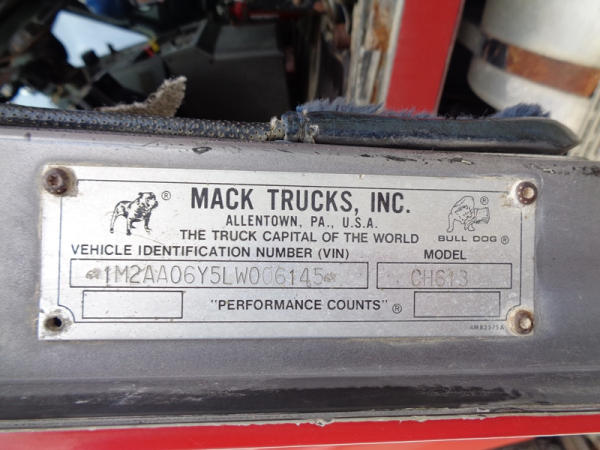 MACK TRUCKS, INC.
ALLENTOWN, PA., U.S.A.
THE TRUCK CAPITAL OF THE WORLD
BULL DOG®
VEHICLE IDENTIFICATION NUMBER (VIN) MODEL
*1M2AA06Y5LW006145* CH613
"PERFORMANCE COUNTS"®